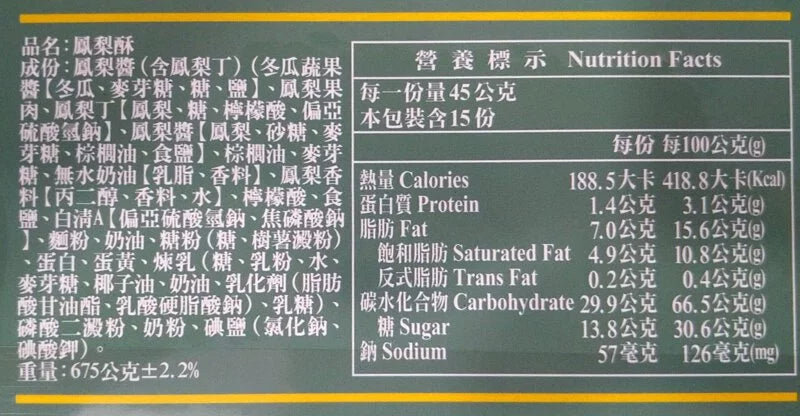 品名:鳳梨酥
成份:鳳梨醬(含鳳梨丁)(冬瓜蔬果
醬【冬瓜、麥芽糖、糖、鹽】、鳳梨果
肉、鳳梨丁【鳳梨、糖、檸檬酸、偏亞
硫酸氫鈉】、鳳梨醬【鳳梨、砂糖、麥
芽糖、棕櫚油、食鹽】、棕櫚油、麥芽
糖、無水奶油【乳脂、香料】、鳳梨香
料【丙二醇、香料、水】、檸檬酸、食
鹽、白清A【偏亞硫酸氫鈉、焦磷酸鈉
】、麵粉、奶油、糖粉(糖、樹薯澱粉)
、蛋白、蛋黃、煉乳(糖、乳粉、水、
麥芽糖、椰子油、奶油、乳化劑(脂肪
酸甘油酯、乳酸硬脂酸鈉)、乳糖)、
磷酸二澱粉、奶粉、碘鹽(氯化鈉、
碘酸鉀)。
重量:675公克±2.2%
營養標示 Nutrition Facts
每一份量45公克
本包裝含15份
每份 每100公克(g)
熱量 Calories 188.5大卡 418.8大卡(Kcal)
蛋白質 Protein 1.4公克 3.1公克(g)
脂肪 Fat 7.0公克 15.6公克(g)
飽和脂肪 Saturated Fat 4.9公克 10.8公克(g)
反式脂肪 Trans Fat 0.2公克 0.4公克(g)
碳水化合物 Carbohydrate 29.9公克 66.5公克(g)
糖 Sugar 13.8公克 30.6公克(g)
鈉 Sodium 57毫克 126毫克(mg)